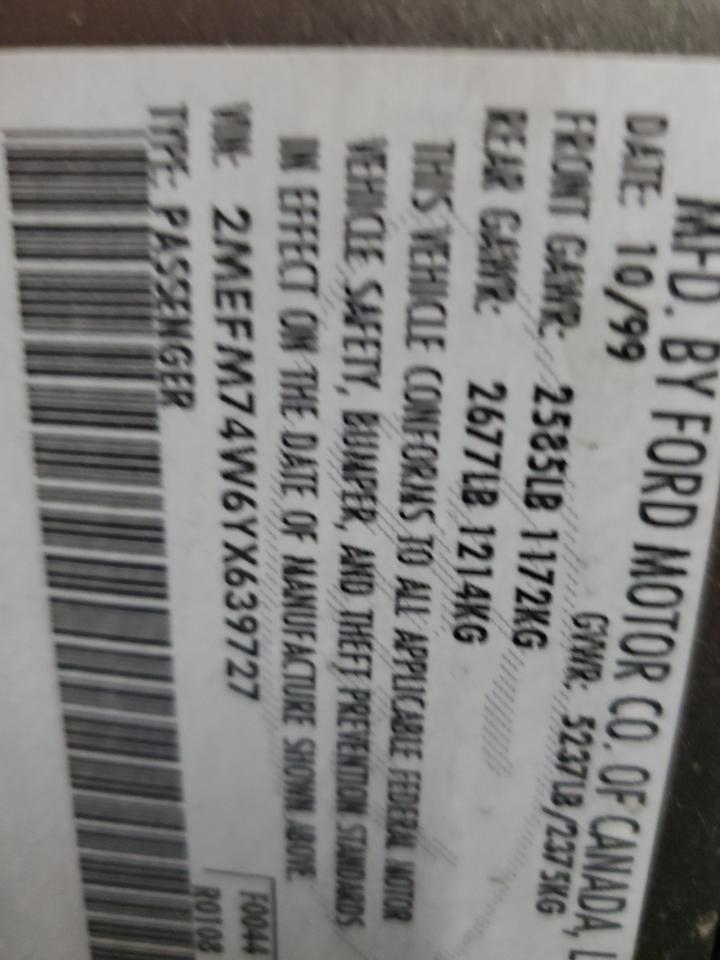 MFD. BY FORD MOTOR CO. OF CANADA, L
DATE: 10/99
GVWR: 5237LB/2375KG
FRONT GAWR: 2585LB 1172KG
REAR GAWR: 2677LB 1214KG
THIS VEHICLE CONFORMS TO ALL APPLICABLE FEDERAL MOTOR
VEHICLE SAFETY, BUMPER, AND THEFT PREVENTION STANDARDS
IN EFFECT ON THE DATE OF MANUFACTURE SHOWN ABOVE.
VIN: 2MEFM74W6YX639727
TYPE: PASSENGER
F0044
R0108